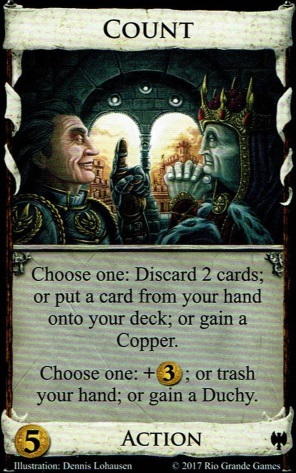 COUNT
Choose one: Discard 2 cards;
or put a card from your hand
onto your deck; or gain a
Copper.
Choose one: +3; or trash
your hand; or gain a Duchy.
5 ACTION
Illustration: Dennis Lohausen © 2017 Rio Grande Games